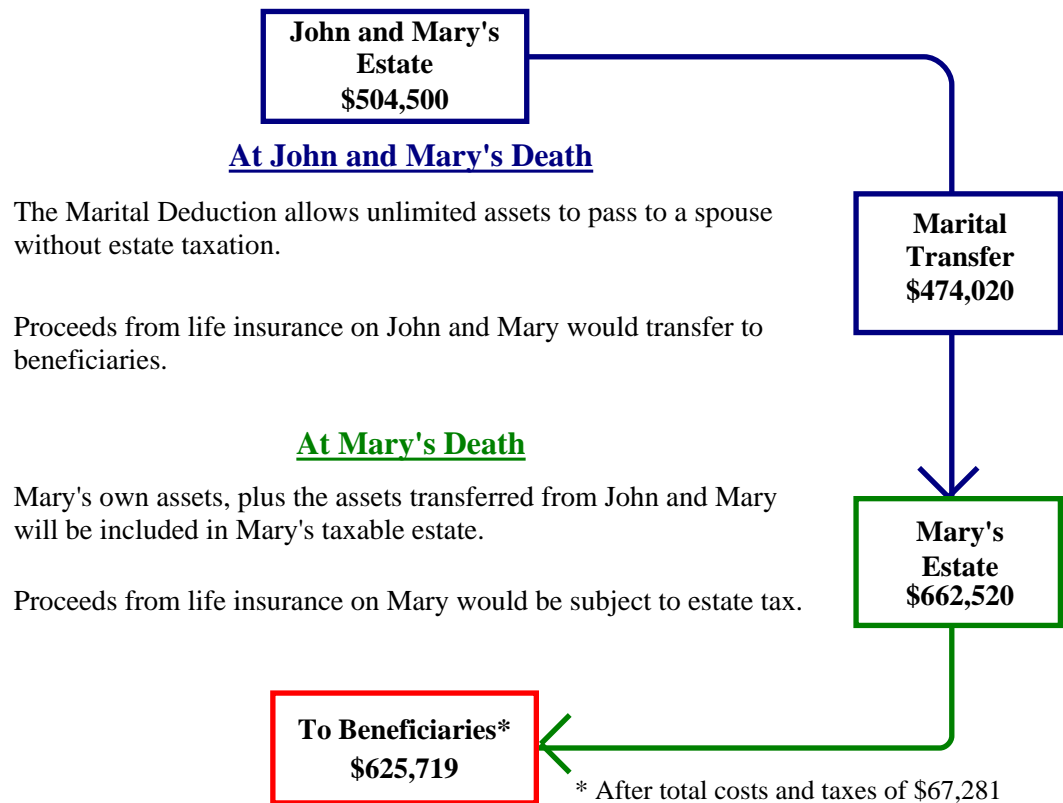 John and Mary's
Estate
$504,500
At John and Mary's Death
The Marital Deduction allows unlimited assets to pass to a spouse
without estate taxation.
Marital
Transfer
$474,020
Proceeds from life insurance on John and Mary would transfer to
beneficiaries.
At Mary's Death
Mary's own assets, plus the assets transferred from John and Mary
will be included in Mary's taxable estate.
Mary's
Estate
$662,520
Proceeds from life insurance on Mary would be subject to estate tax.
To Beneficiaries*
$625,719
* After total costs and taxes of $67,281